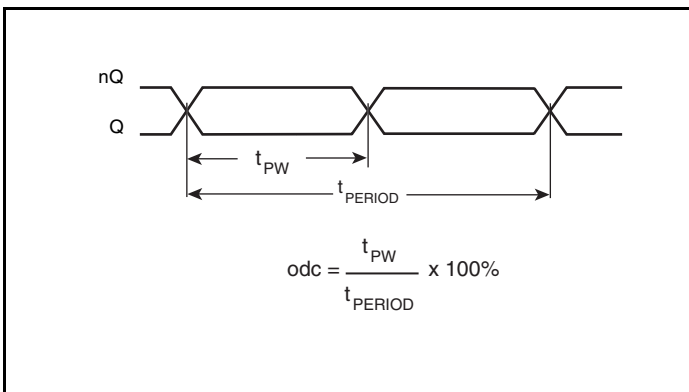 nQ
Q
tPW
tPERIOD
odc = tPW / tPERIOD x 100%